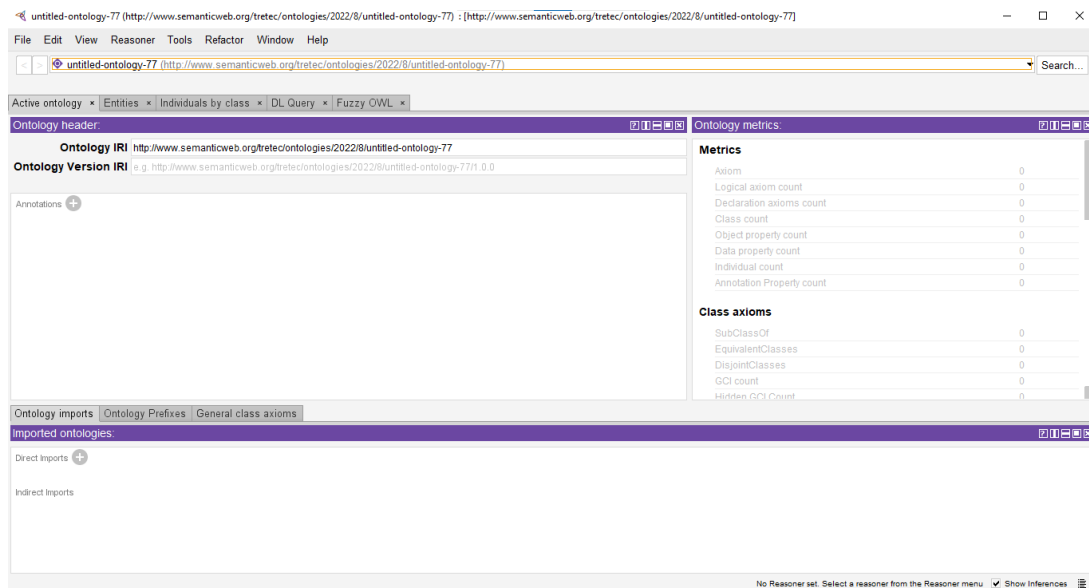 untitled-ontology-77 (http://www.semanticweb.org/tretec/ontologies/2022/8/untitled-ontology-77) : [http://www.semanticweb.org/tretec/ontologies/2022/8/untitled-ontology-77]
File Edit View Reasoner Tools Refactor Window Help
< > untitled-ontology-77 (http://www.semanticweb.org/tretec/ontologies/2022/8/untitled-ontology-77) Search...
Active ontology × Entities × Individuals by class × DL Query × Fuzzy OWL ×
Ontology header:
Ontology IRI http://www.semanticweb.org/tretec/ontologies/2022/8/untitled-ontology-77
Ontology Version IRI e.g. http://www.semanticweb.org/tretec/ontologies/2022/8/untitled-ontology-77/1.0.0
Annotations
Ontology metrics:
Metrics
Axiom 0
Logical axiom count 0
Declaration axioms count 0
Class count 0
Object property count 0
Data property count 0
Individual count 0
Annotation Property count 0
Class axioms
SubClassOf 0
EquivalentClasses 0
DisjointClasses 0
GCI count 0
Hidden GCI Count 0
Ontology imports Ontology Prefixes General class axioms
Imported ontologies:
Direct Imports
Indirect Imports
No Reasoner set. Select a reasoner from the Reasoner menu Show Inferences